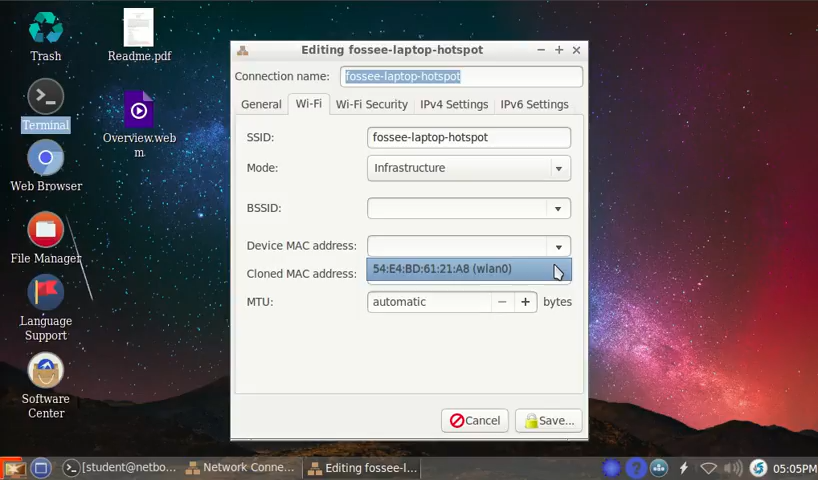 Trash
Readme.pdf
Terminal
Overview.web
m
Web Browser
File Manager
Language
Support
Software
Center
Editing fossee-laptop-hotspot
Connection name: fossee-laptop-hotspot
General Wi-Fi Wi-Fi Security IPv4 Settings IPv6 Settings
SSID: fossee-laptop-hotspot
Mode: Infrastructure
BSSID:
Device MAC address:
54:E4:BD:61:21:A8 (wlan0)
Cloned MAC address:
MTU: automatic bytes
Cancel Save...
[student@netbo... Network Conne... Editing fossee-l... 05:05PM